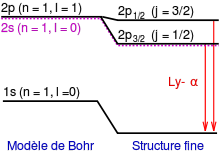 2p (n = 1, l = 1)
2p1/2 (j = 3/2)
2s (n = 1, l = 0)
2p3/2 (j = 1/2)
Ly- α
1s (n = 1, l =0)
Modèle de Bohr
Structure fine